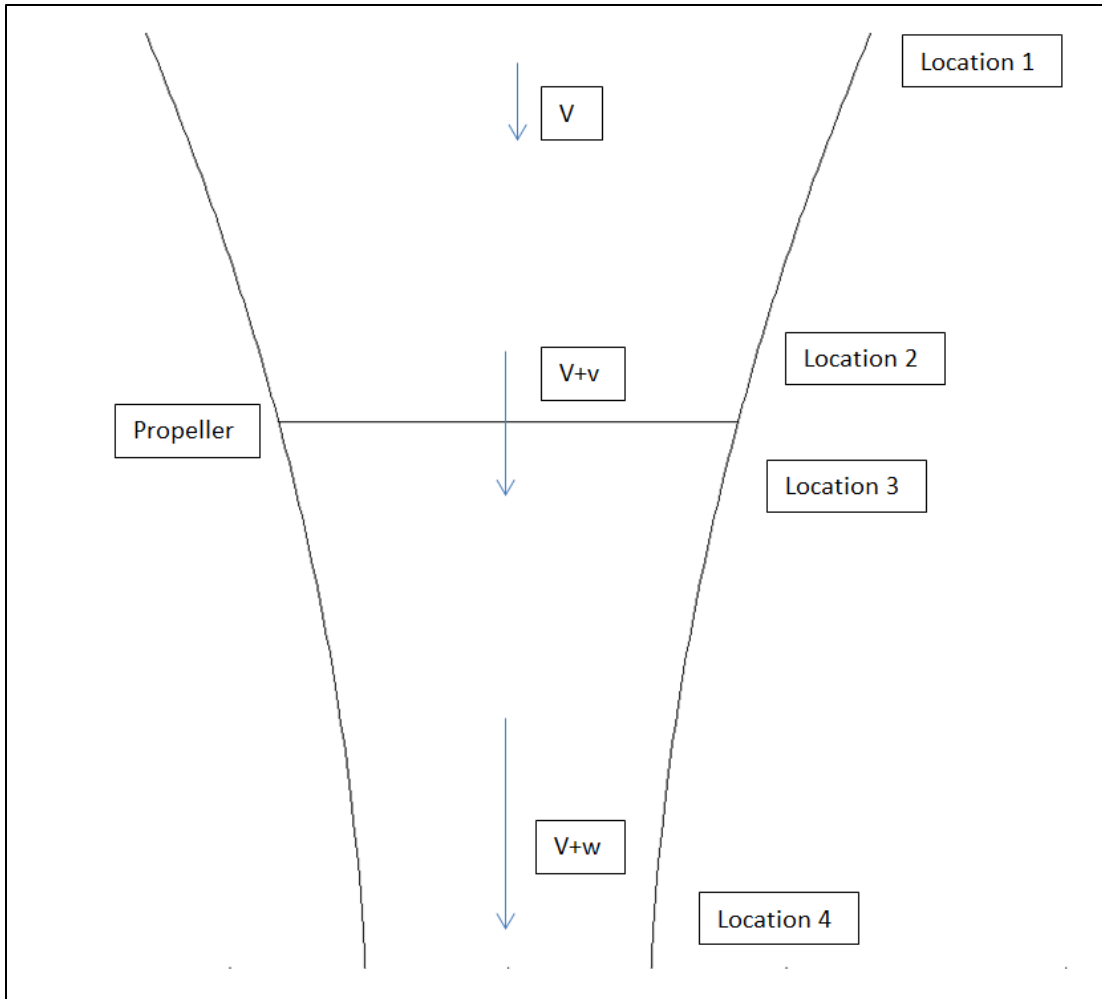 Location 1
V
Location 2
V+v
Propeller
Location 3
V+w
Location 4